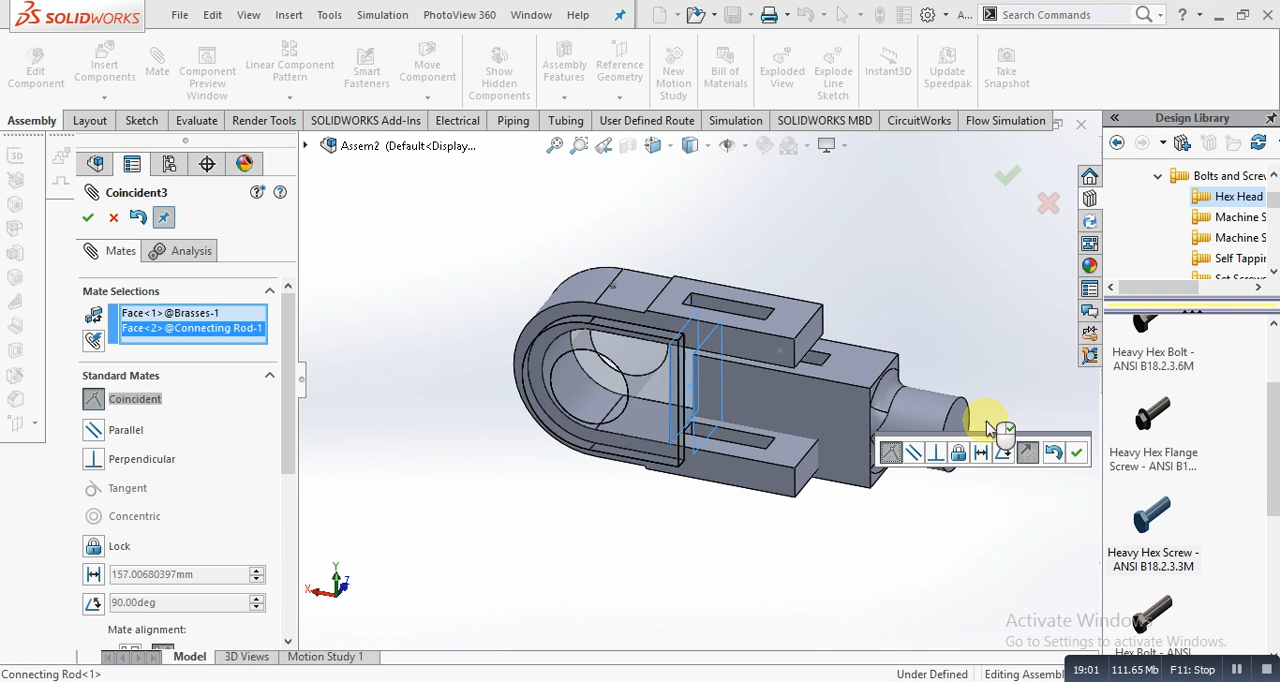 SOLIDWORKS
File Edit View Insert Tools Simulation PhotoView 360 Window Help
A... Search Commands
Edit Component
Insert Components
Mate
Component Preview Window
Linear Component Pattern
Smart Fasteners
Move Component
Show Hidden Components
Assembly Features
Reference Geometry
New Motion Study
Bill of Materials
Exploded View
Explode Line Sketch
Instant3D
Update Speedpak
Take Snapshot
Assembly Layout Sketch Evaluate Render Tools SOLIDWORKS Add-Ins Electrical Piping Tubing User Defined Route Simulation SOLIDWORKS MBD CircuitWorks Flow Simulation
Design Library
Assem2 (Default<Display...
Coincident3
Mates Analysis
Mate Selections
Face<1>@Brasses-1
Face<2>@Connecting Rod-1
Standard Mates
Coincident
Parallel
Perpendicular
Tangent
Concentric
Lock
157.00680397mm
90.00deg
Mate alignment:
Bolts and Screw
Hex Head
Machine S
Machine S
Self Tappir
Set Screws
Heavy Hex Bolt -
ANSI B18.2.3.6M
Heavy Hex Flange
Screw - ANSI B1...
Heavy Hex Screw -
ANSI B18.2.3.3M
Hex Bolt - ANSI
Y
X
Z
Activate Windows
Go to Settings to activate Windows.
Model 3D Views Motion Study 1
Connecting Rod<1>
Under Defined Editing Assembl
19:01 111.65 Mb F11: Stop